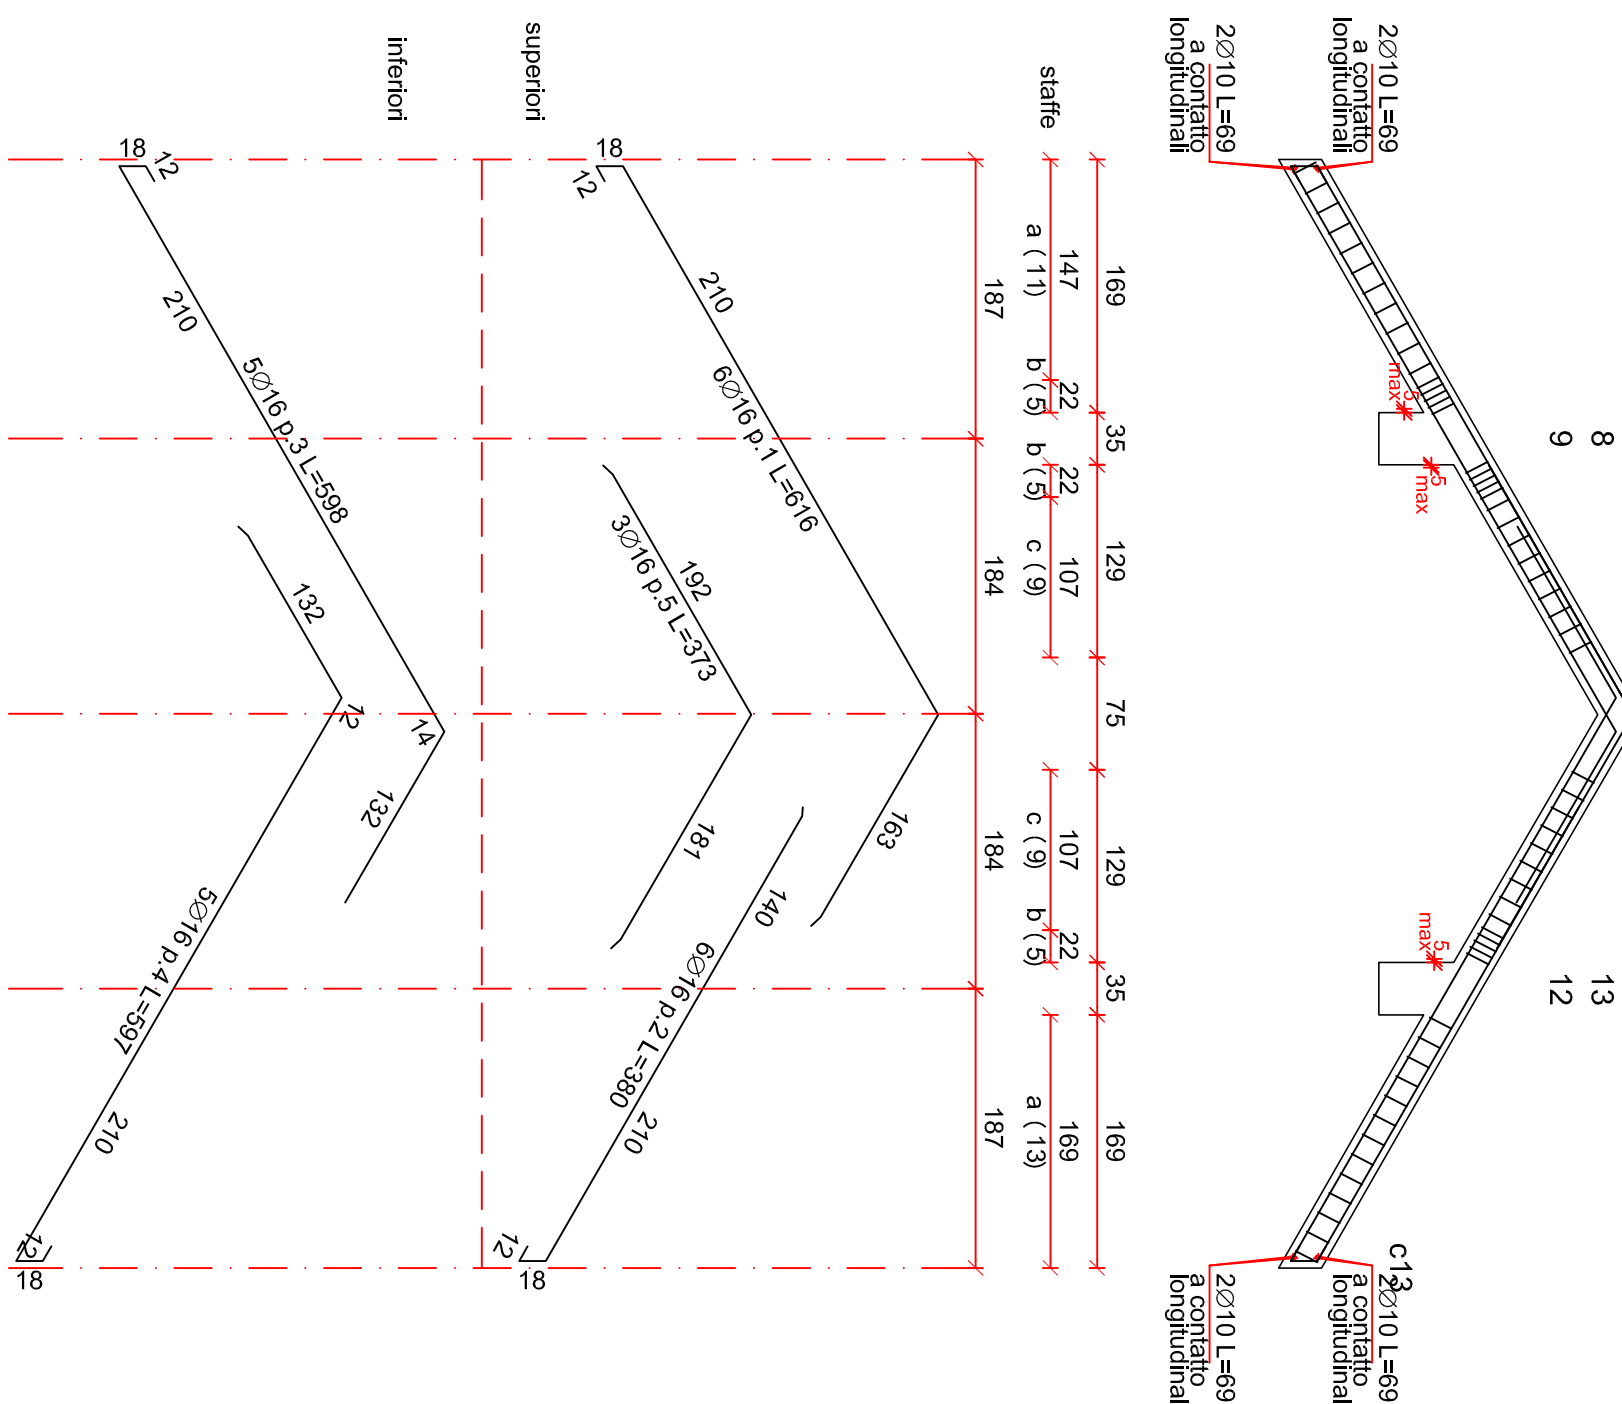 8
9
13
12
2Ø10 L=69
a contatto
longitudinali
2Ø10 L=69
a contatto
longitudinali
5
max
5
max
5
max
c13
2Ø10 L=69
a contatto
longitudinal
2Ø10 L=69
a contatto
longitudinal
169
35
129
75
129
35
169
staffe
147
22
22
107
107
22
169
a (11)
b (5)
b (5)
c (9)
c (9)
b (5)
a (13)
187
184
184
187
superiori
18
12
210
6Ø16 p.1 L=616
163
192
3Ø16 p.5 L=373
181
140
6Ø16 p.2 L=380
210
12
18
inferiori
18
12
210
5Ø16 p.3 L=598
14
132
132
12
5Ø16 p.4 L=597
210
12
18